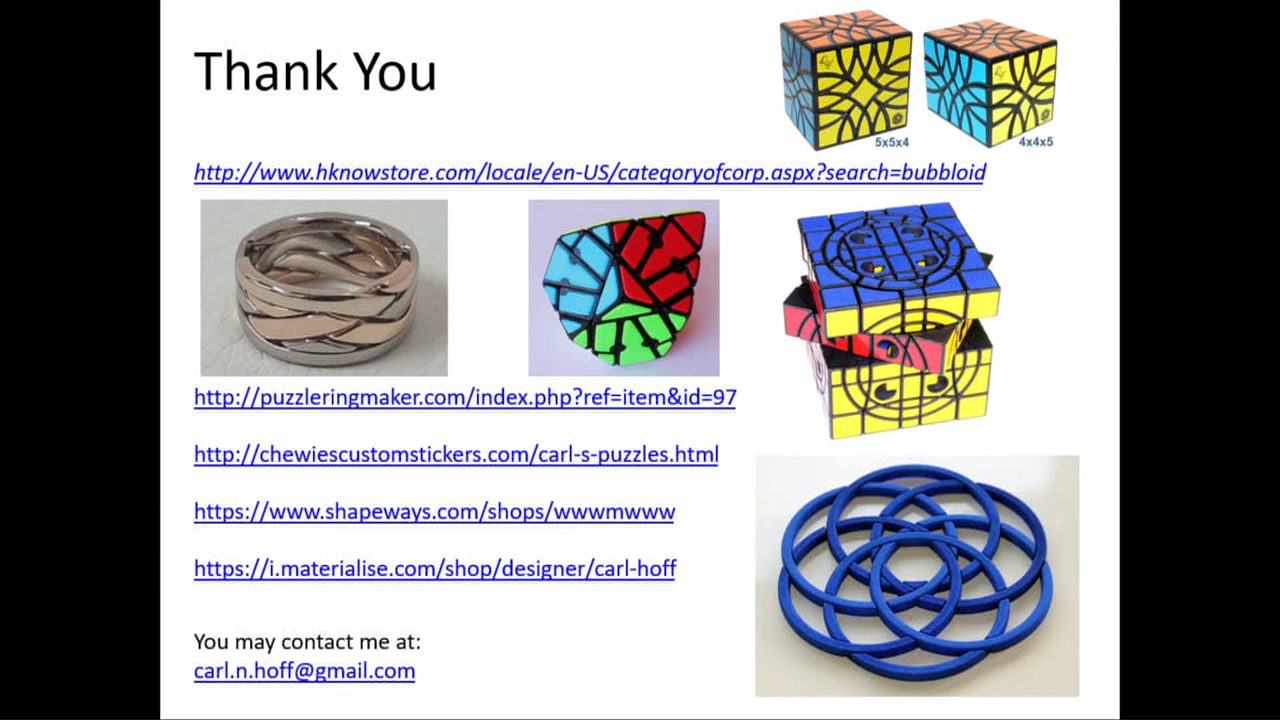 Thank You
5x5x4
4x4x5
http://www.hknowstore.com/locale/en-US/categoryofcorp.aspx?search=bubbloid
http://puzzleringmaker.com/index.php?ref=item&id=97
http://chewiescustomstickers.com/carl-s-puzzles.html
https://www.shapeways.com/shops/wwwmwww
https://i.materialise.com/shop/designer/carl-hoff
You may contact me at:
carl.n.hoff@gmail.com